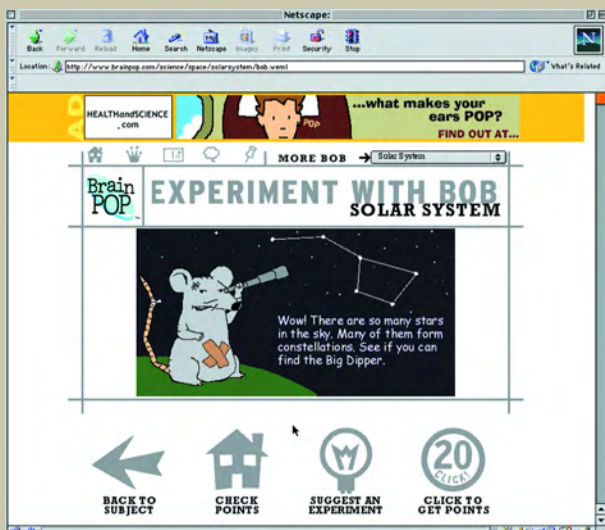 Netscape:
Back Forward Reload Home Search Netscape Images Print Security Stop
Location: http://www.brainpop.com/science/space/solarsystem/bob.weml What's Related
AD
HEALTHandSCIENCE
.com
POP
...what makes your
ears POP?
FIND OUT AT...
MORE BOB Solar System
Brain
POP
EXPERIMENT WITH BOB
SOLAR SYSTEM
Wow! There are so many stars
in the sky. Many of them form
constellations. See if you can
find the Big Dipper.
20
CLICK!
BACK TO
SUBJECT
CHECK
POINTS
SUGGEST AN
EXPERIMENT
CLICK TO
GET POINTS